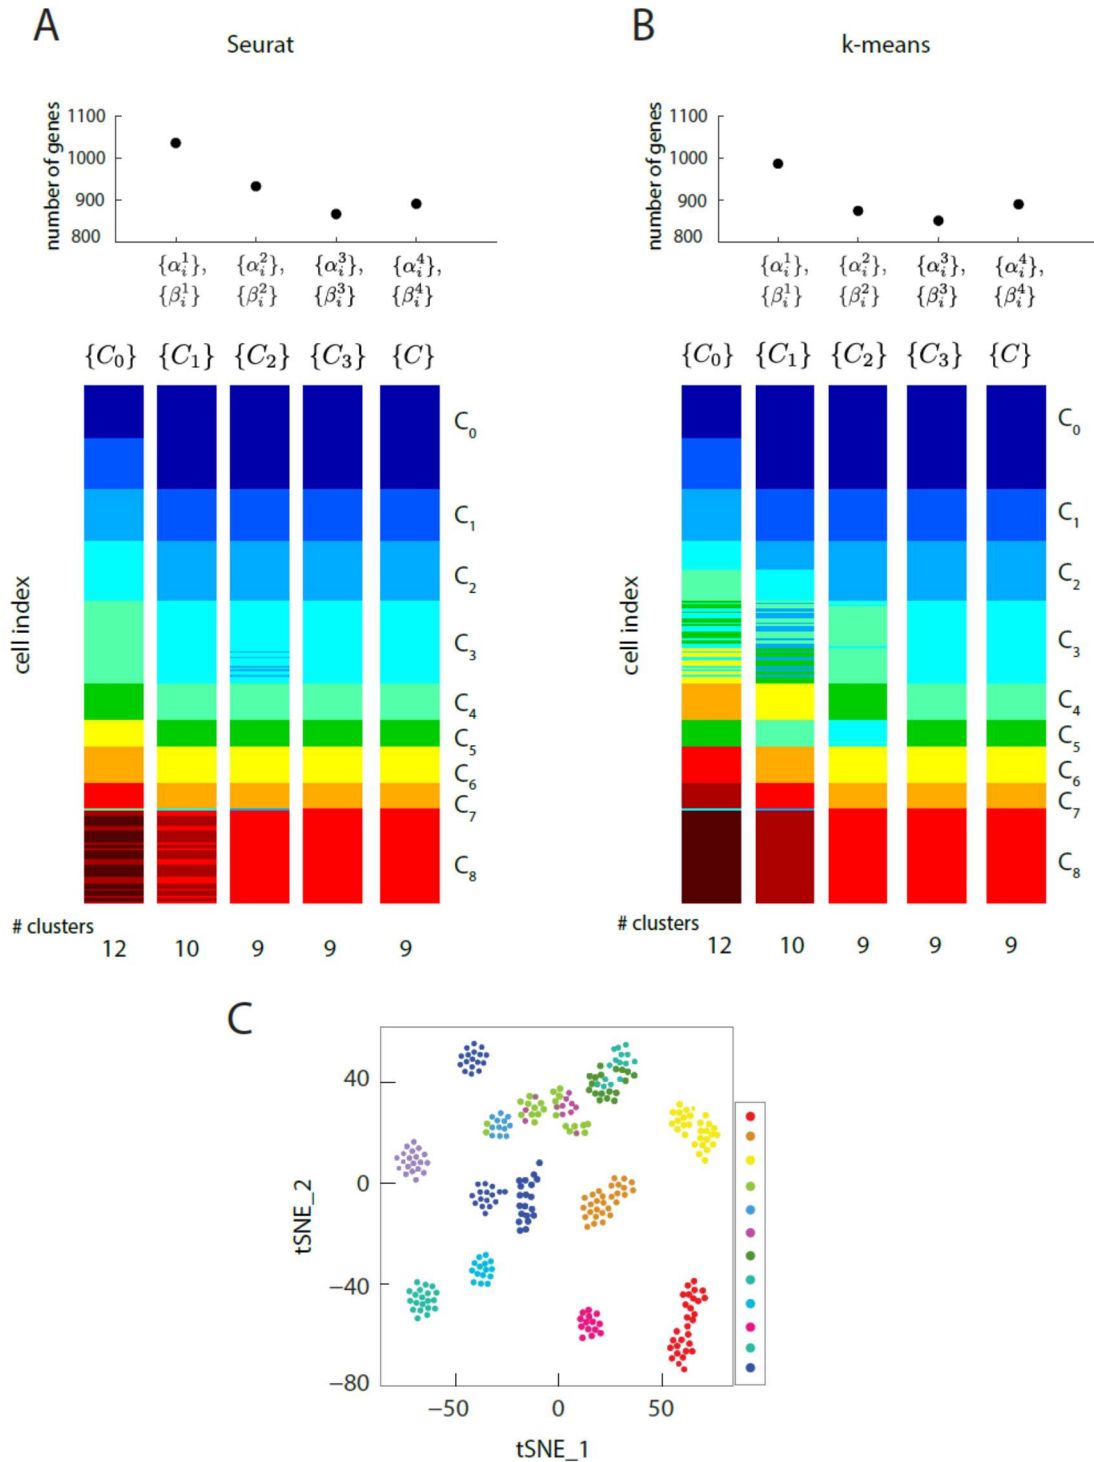 A
Seurat
number of genes
1100
1000
900
800
{α_i^1}, {α_i^2}, {α_i^3}, {α_i^4},
{β_i^1} {β_i^2} {β_i^3} {β_i^4}
{C_0} {C_1} {C_2} {C_3} {C}
cell index
C_0
C_1
C_2
C_3
C_4
C_5
C_6
C_7
C_8
# clusters
12 10 9 9 9
B
k-means
number of genes
1100
1000
900
800
{α_i^1}, {α_i^2}, {α_i^3}, {α_i^4},
{β_i^1} {β_i^2} {β_i^3} {β_i^4}
{C_0} {C_1} {C_2} {C_3} {C}
cell index
C_0
C_1
C_2
C_3
C_4
C_5
C_6
C_7
C_8
# clusters
12 10 9 9 9
C
tSNE_2
40
0
−40
−80
−50 0 50
tSNE_1